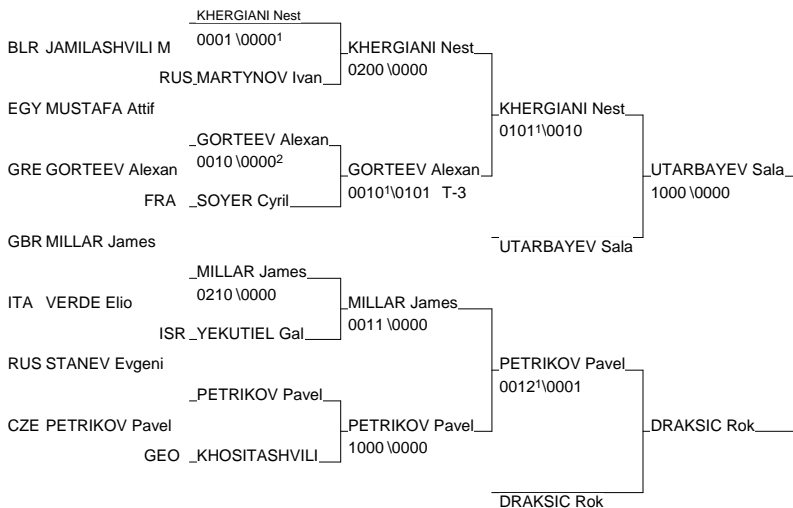 KHERGIANI Nest
0001 \0000¹
BLR JAMILASHVILI M
KHERGIANI Nest
0200 \0000
RUS MARTYNOV Ivan
EGY MUSTAFA Attif
KHERGIANI Nest
0101¹\0010
GORTEEV Alexan
0010 \0000²
GRE GORTEEV Alexan
GORTEEV Alexan
0010¹\0101 T-3
UTARBAYEV Sala
1000 \0000
FRA SOYER Cyril
GBR MILLAR James
UTARBAYEV Sala
MILLAR James
0210 \0000
ITA VERDE Elio
MILLAR James
0011 \0000
ISR YEKUTIEL Gal
RUS STANEV Evgeni
PETRIKOV Pavel
0012¹\0001
PETRIKOV Pavel
CZE PETRIKOV Pavel
PETRIKOV Pavel
1000 \0000
DRAKSIC Rok
GEO KHOSITASHVILI
DRAKSIC Rok